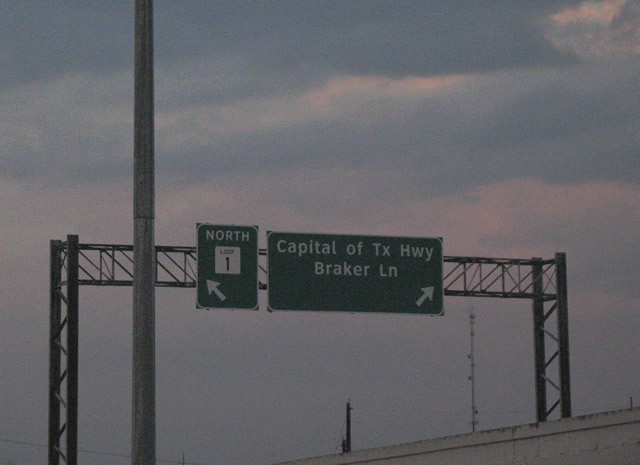 NORTH
LOOP
1
Capital of Tx Hwy
Braker Ln